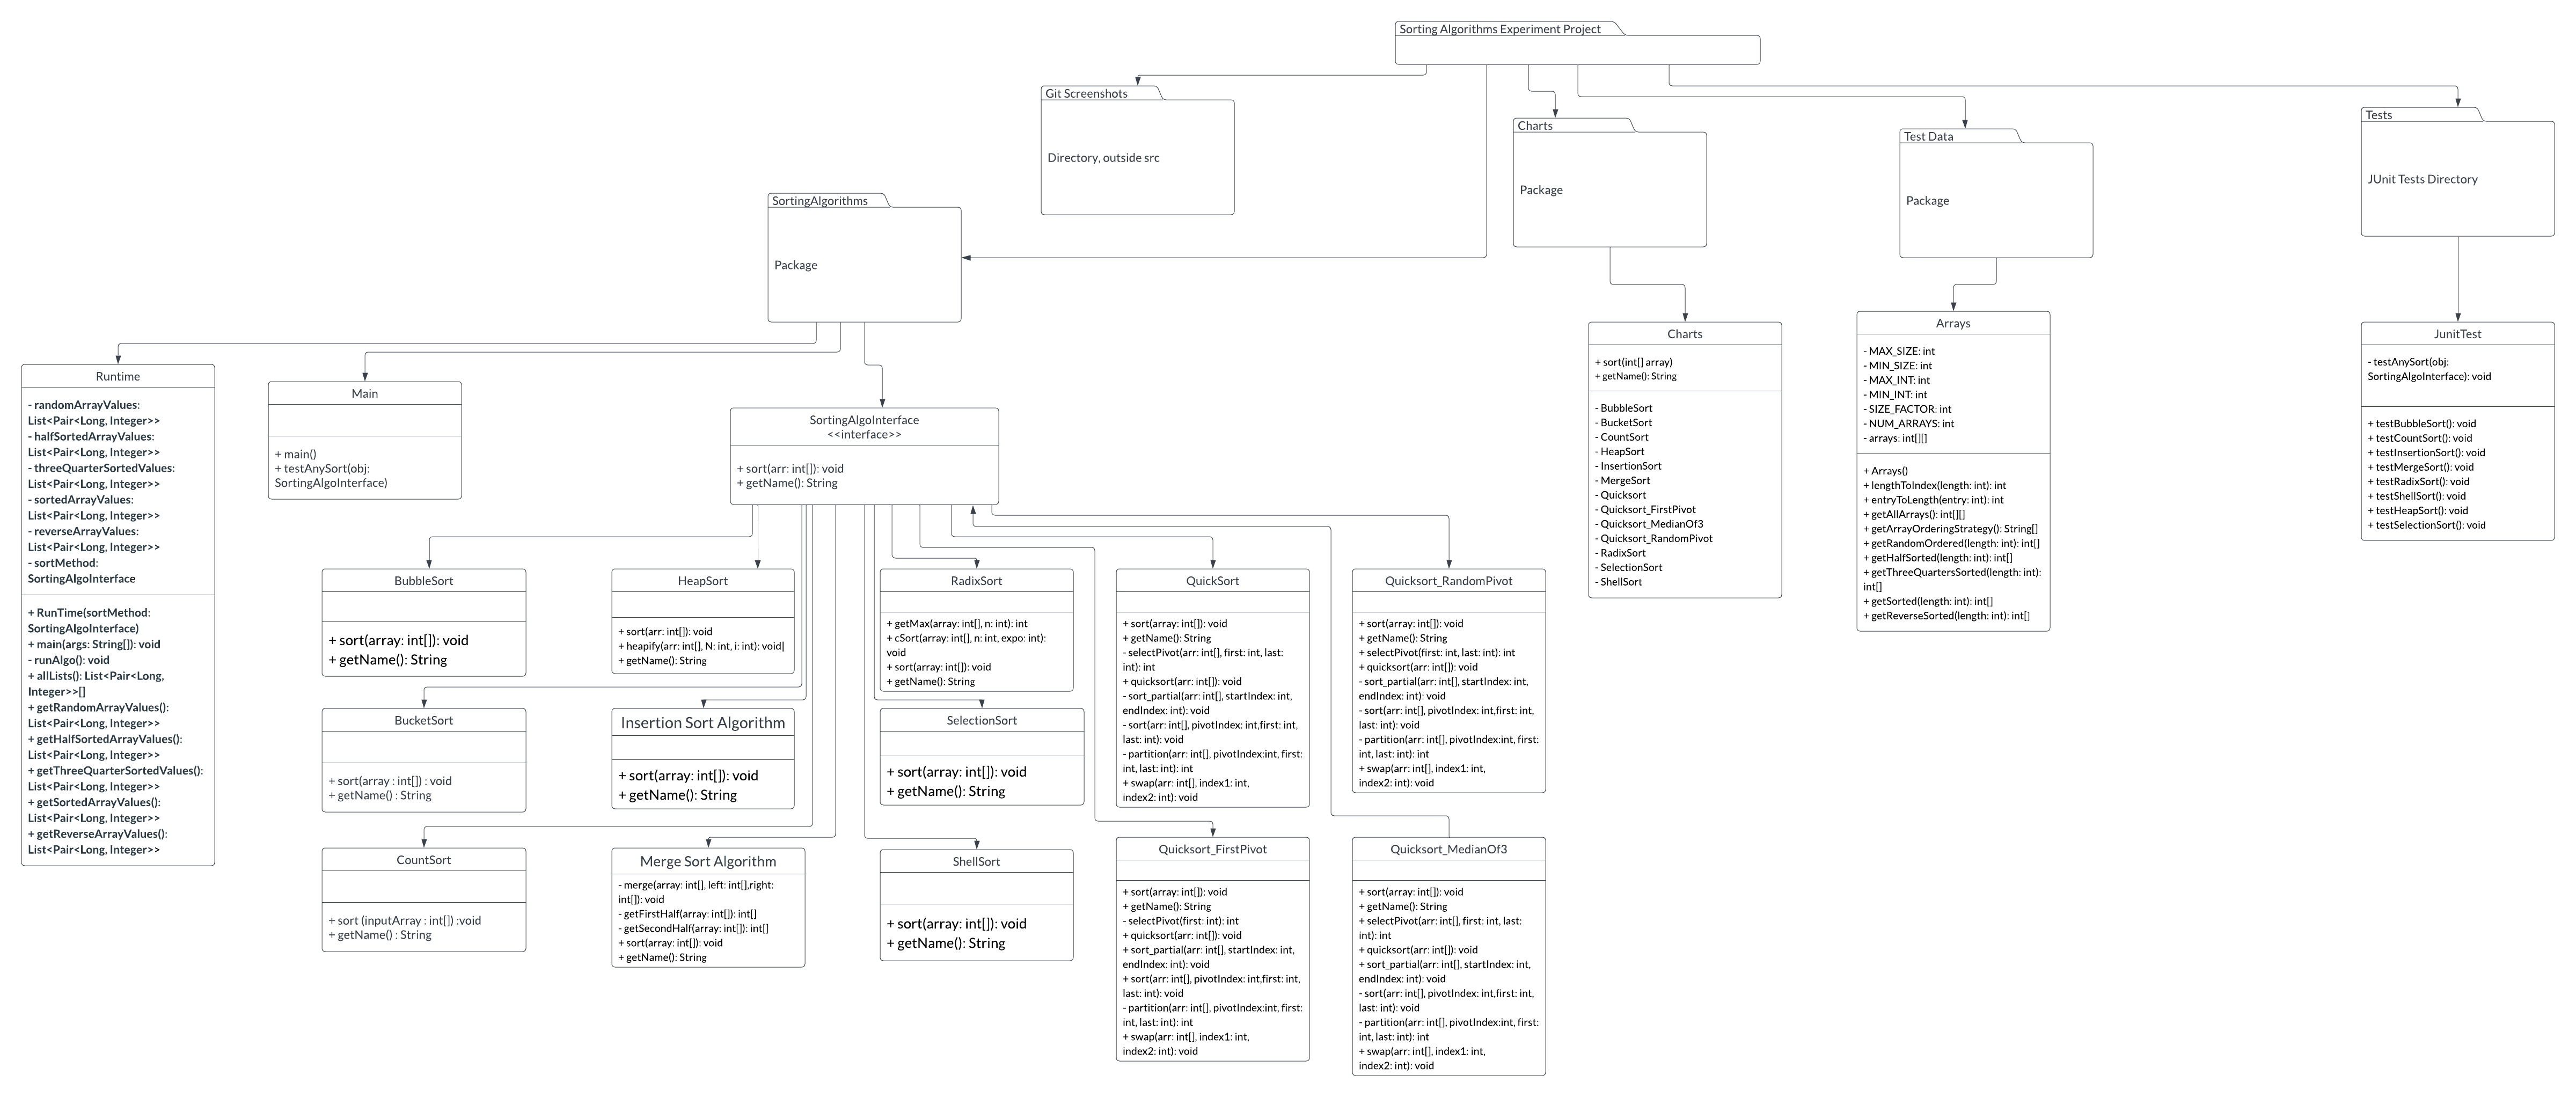 Sorting Algorithms Experiment Project
Git Screenshots
Directory, outside src
Charts
Package
Test Data
Package
Tests
JUnit Tests Directory
SortingAlgorithms
Package
Runtime
- randomArrayValues:
List<Pair<Long, Integer>>
- halfSortedArrayValues:
List<Pair<Long, Integer>>
- threeQuarterSortedValues:
List<Pair<Long, Integer>>
- sortedArrayValues:
List<Pair<Long, Integer>>
- reverseArrayValues:
List<Pair<Long, Integer>>
- sortMethod:
SortingAlgoInterface
+ RunTime(sortMethod:
SortingAlgoInterface)
+ main(args: String[]): void
- runAlgo(): void
+ allLists(): List<Pair<Long,
Integer>>[]
+ getRandomArrayValues():
List<Pair<Long, Integer>>
+ getHalfSortedArrayValues():
List<Pair<Long, Integer>>
+ getThreeQuarterSortedValues():
List<Pair<Long, Integer>>
+ getSortedArrayValues():
List<Pair<Long, Integer>>
+ getReverseArrayValues():
List<Pair<Long, Integer>>
Main
+ main()
+ testAnySort(obj:
SortingAlgoInterface)
SortingAlgoInterface
<<interface>>
+ sort(arr: int[]): void
+ getName(): String
Charts
+ sort(int[] array)
+ getName(): String
- BubbleSort
- BucketSort
- CountSort
- HeapSort
- InsertionSort
- MergeSort
- Quicksort
- Quicksort_FirstPivot
- Quicksort_MedianOf3
- Quicksort_RandomPivot
- RadixSort
- SelectionSort
- ShellSort
Arrays
- MAX_SIZE: int
- MIN_SIZE: int
- MAX_INT: int
- MIN_INT: int
- SIZE_FACTOR: int
- NUM_ARRAYS: int
- arrays: int[][]
+ Arrays()
+ lengthToIndex(length: int): int
+ entryToLength(entry: int): int
+ getAllArrays(): int[][]
+ getArrayOrderingStrategy(): String[]
+ getRandomOrdered(length: int): int[]
+ getHalfSorted(length: int): int[]
+ getThreeQuartersSorted(length: int):
int[]
+ getSorted(length: int): int[]
+ getReverseSorted(length: int): int[]
JunitTest
- testAnySort(obj:
SortingAlgoInterface): void
+ testBubbleSort(): void
+ testCountSort(): void
+ testInsertionSort(): void
+ testMergeSort(): void
+ testRadixSort(): void
+ testShellSort(): void
+ testHeapSort(): void
+ testSelectionSort(): void
BubbleSort
+ sort(array: int[]): void
+ getName(): String
HeapSort
+ sort(arr: int[]): void
+ heapify(arr: int[], N: int, i: int): void|
+ getName(): String
RadixSort
+ getMax(array: int[], n: int): int
+ cSort(array: int[], n: int, expo: int):
void
+ sort(array: int[]): void
+ getName(): String
QuickSort
+ sort(array: int[]): void
+ getName(): String
- selectPivot(arr: int[], first: int, last:
int): int
+ quicksort(arr: int[]): void
- sort_partial(arr: int[], startIndex: int,
endIndex: int): void
- sort(arr: int[], pivotIndex: int,first: int,
last: int): void
- partition(arr: int[], pivotIndex:int, first:
int, last: int): int
+ swap(arr: int[], index1: int,
index2: int): void
Quicksort_RandomPivot
+ sort(array: int[]): void
+ getName(): String
+ selectPivot(first: int, last: int): int
+ quicksort(arr: int[]): void
- sort_partial(arr: int[], startIndex: int,
endIndex: int): void
- sort(arr: int[], pivotIndex: int,first: int,
last: int): void
- partition(arr: int[], pivotIndex:int, first:
int, last: int): int
+ swap(arr: int[], index1: int,
index2: int): void
BucketSort
+ sort(array : int[]) : void
+ getName() : String
Insertion Sort Algorithm
+ sort(array: int[]): void
+ getName(): String
SelectionSort
+ sort(array: int[]): void
+ getName(): String
CountSort
+ sort (inputArray : int[]) :void
+ getName() : String
Merge Sort Algorithm
- merge(array: int[], left: int[],right:
int[]): void
- getFirstHalf(array: int[]): int[]
- getSecondHalf(array: int[]): int[]
+ sort(array: int[]): void
+ getName(): String
ShellSort
+ sort(array: int[]): void
+ getName(): String
Quicksort_FirstPivot
+ sort(array: int[]): void
+ getName(): String
- selectPivot(first: int): int
+ quicksort(arr: int[]): void
+ sort_partial(arr: int[], startIndex: int,
endIndex: int): void
+ sort(arr: int[], pivotIndex: int,first: int,
last: int): void
- partition(arr: int[], pivotIndex:int, first:
int, last: int): int
+ swap(arr: int[], index1: int,
index2: int): void
Quicksort_MedianOf3
+ sort(array: int[]): void
+ getName(): String
+ selectPivot(arr: int[], first: int, last:
int): int
+ quicksort(arr: int[]): void
+ sort_partial(arr: int[], startIndex: int,
endIndex: int): void
- sort(arr: int[], pivotIndex: int,first: int,
last: int): void
- partition(arr: int[], pivotIndex:int, first:
int, last: int): int
+ swap(arr: int[], index1: int,
index2: int): void